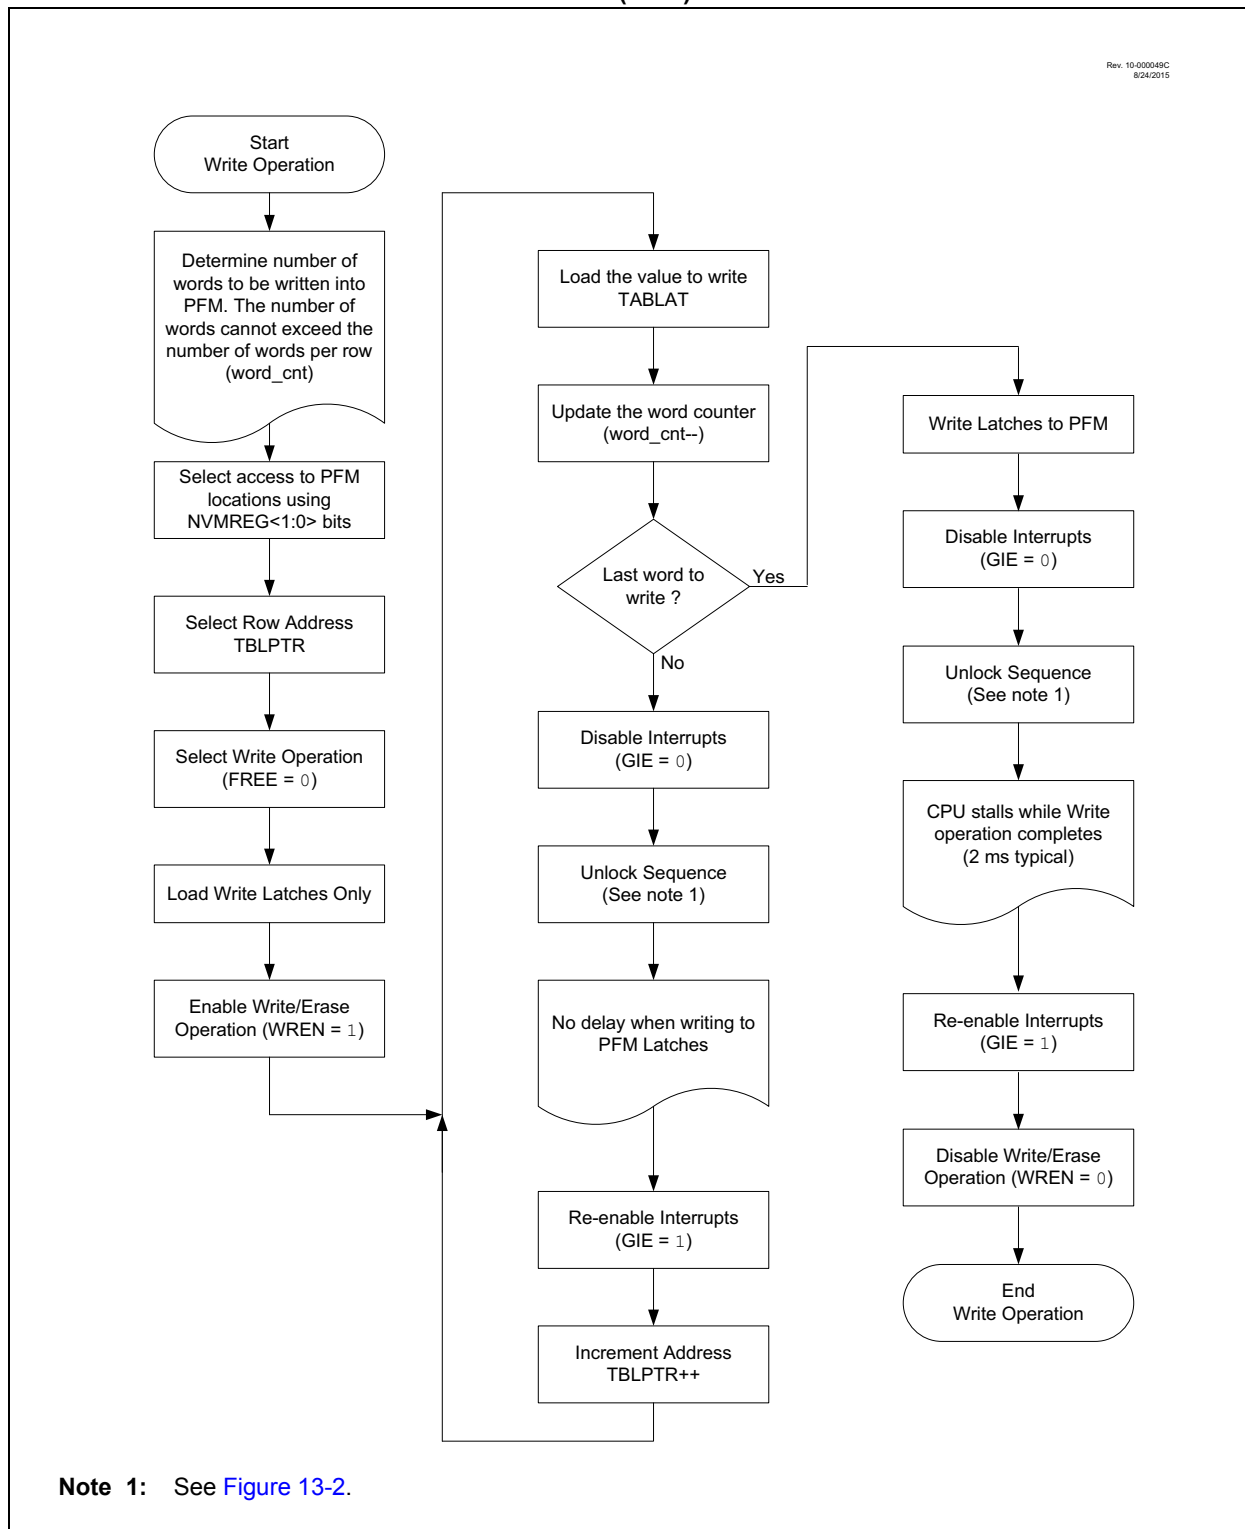 Rev. 10-000049C
8/24/2015
Start
Write Operation
Determine number of
words to be written into
PFM. The number of
words cannot exceed the
number of words per row
(word_cnt)
Select access to PFM
locations using
NVMREG<1:0> bits
Select Row Address
TBLPTR
Select Write Operation
(FREE = 0)
Load Write Latches Only
Enable Write/Erase
Operation (WREN = 1)
Load the value to write
TABLAT
Update the word counter
(word_cnt--)
Last word to
write ?
Yes
No
Disable Interrupts
(GIE = 0)
Unlock Sequence
(See note 1)
No delay when writing to
PFM Latches
Re-enable Interrupts
(GIE = 1)
Increment Address
TBLPTR++
Write Latches to PFM
Disable Interrupts
(GIE = 0)
Unlock Sequence
(See note 1)
CPU stalls while Write
operation completes
(2 ms typical)
Re-enable Interrupts
(GIE = 1)
Disable Write/Erase
Operation (WREN = 0)
End
Write Operation
Note 1: See Figure 13-2.